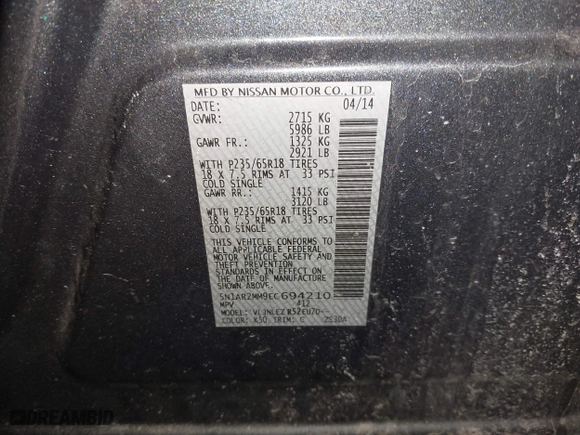 MFD BY NISSAN MOTOR CO., LTD.
DATE: 04/14
GVWR: 2715 KG
5986 LB
GAWR FR.: 1325 KG
2921 LB
WITH P235/65R18 TIRES
18 X 7.5 RIMS AT 33 PSI
COLD SINGLE
GAWR RR.: 1415 KG
3120 LB
WITH P235/65R18 TIRES
18 X 7.5 RIMS AT 33 PSI
COLD SINGLE
THIS VEHICLE CONFORMS TO
ALL APPLICABLE FEDERAL
MOTOR VEHICLE SAFETY AND
THEFT PREVENTION
STANDARDS IN EFFECT ON
THE DATE OF MANUFACTURE
SHOWN ABOVE.
5N1AR2MM9EC694210
MPV #12
MODEL:
COLOR: K50 TRIM: G
DREAMBID